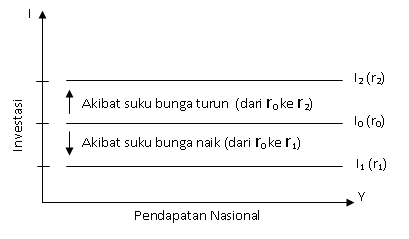 I
I₂ (r₂)
Akibat suku bunga turun (dari r₀ ke r₂)
Investasi
I₀ (r₀)
Akibat suku bunga naik (dari r₀ ke r₁)
I₁ (r₁)
Y
Pendapatan Nasional